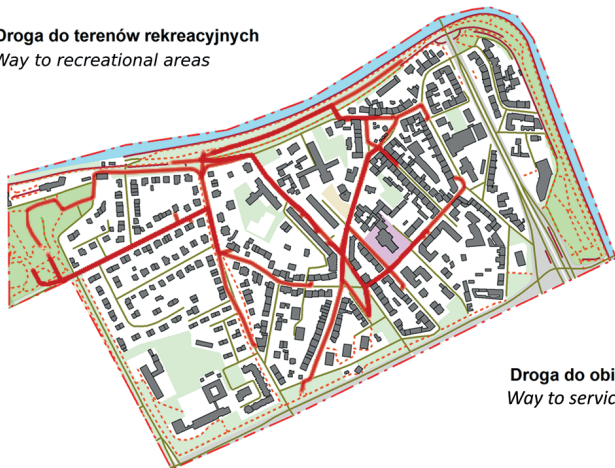 Droga do terenów rekreacyjnych
Way to recreational areas
Droga do obi
Way to servic